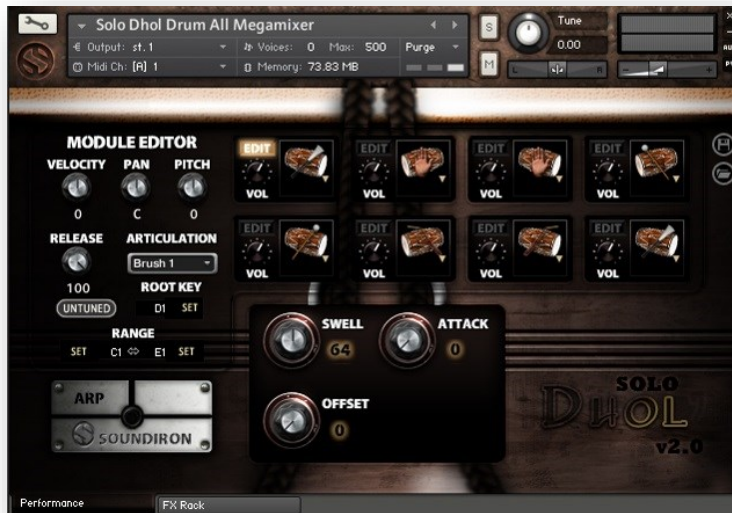 Solo Dhol Drum All Megamixer
Output: st.1 Voices: 0 Max: 500 Purge
Midi Ch: [A] 1 Memory: 73.83 MB
S
M
Tune
0.00
L R
MODULE EDITOR
VELOCITY PAN PITCH
0 C 0
RELEASE ARTICULATION
Brush 1
100
ROOT KEY
UNTUNED D1 SET
RANGE
SET C1 E1 SET
EDIT EDIT EDIT EDIT
VOL VOL VOL VOL
EDIT EDIT EDIT EDIT
VOL VOL VOL VOL
SWELL ATTACK
64 0
OFFSET
0
ARP
SOUNDIRON
SOLO
DHOL
v2.0
Performance FX Rack